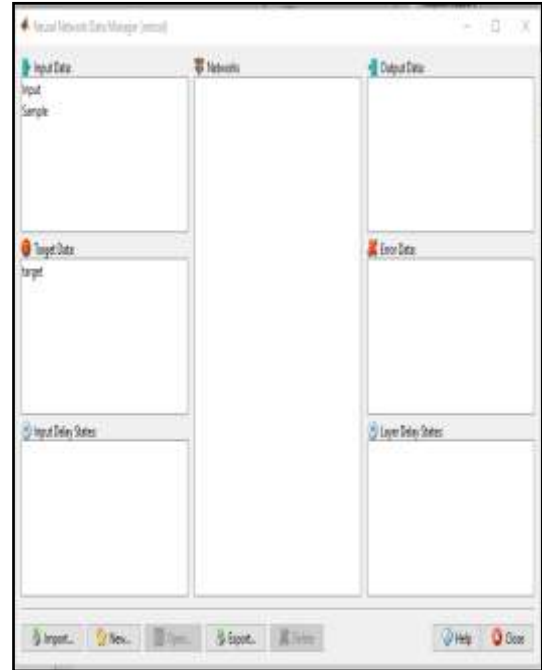 Neural Network Data Manager (nntool)
Input Data:
Input
Sample
Networks
Output Data:
Target Data:
target
Error Data:
Input Delay States:
Layer Delay States:
Import...
New...
Open...
Export...
Delete
Help
Close